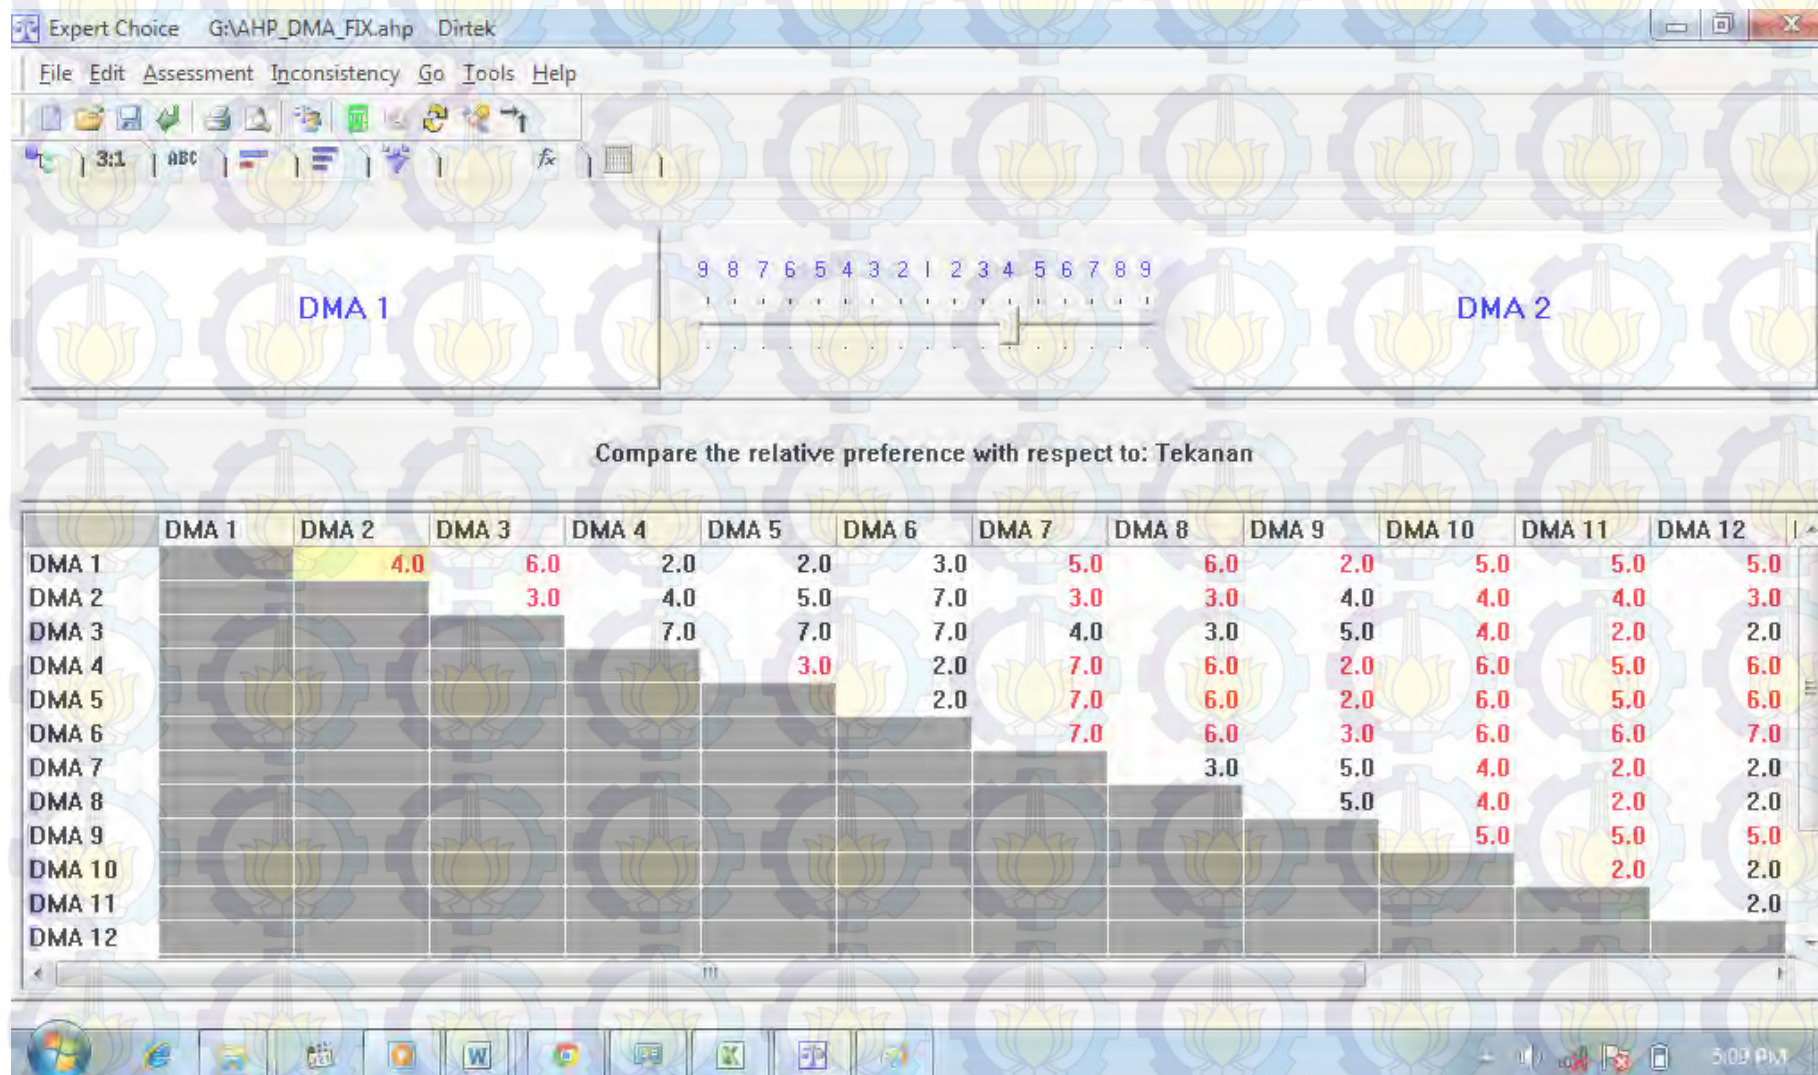 Expert Choice G:\AHP_DMA_FIX.ahp Dirtek
File Edit Assessment Inconsistency Go Tools Help
3:1 ABC fx
9 8 7 6 5 4 3 2 1 2 3 4 5 6 7 8 9
DMA 1 DMA 2
Compare the relative preference with respect to: Tekanan
DMA 1 DMA 2 DMA 3 DMA 4 DMA 5 DMA 6 DMA 7 DMA 8 DMA 9 DMA 10 DMA 11 DMA 12
DMA 1 4.0 6.0 2.0 2.0 3.0 5.0 6.0 2.0 5.0 5.0 5.0
DMA 2 3.0 4.0 5.0 7.0 3.0 3.0 4.0 4.0 4.0 3.0
DMA 3 7.0 7.0 7.0 4.0 3.0 5.0 4.0 2.0 2.0
DMA 4 3.0 2.0 7.0 6.0 2.0 6.0 5.0 6.0
DMA 5 2.0 7.0 6.0 2.0 6.0 5.0 6.0
DMA 6 7.0 6.0 3.0 6.0 6.0 7.0
DMA 7 3.0 5.0 4.0 2.0 2.0
DMA 8 5.0 4.0 2.0 2.0
DMA 9 5.0 5.0 5.0
DMA 10 2.0 2.0
DMA 11 2.0
DMA 12
5:09 PM